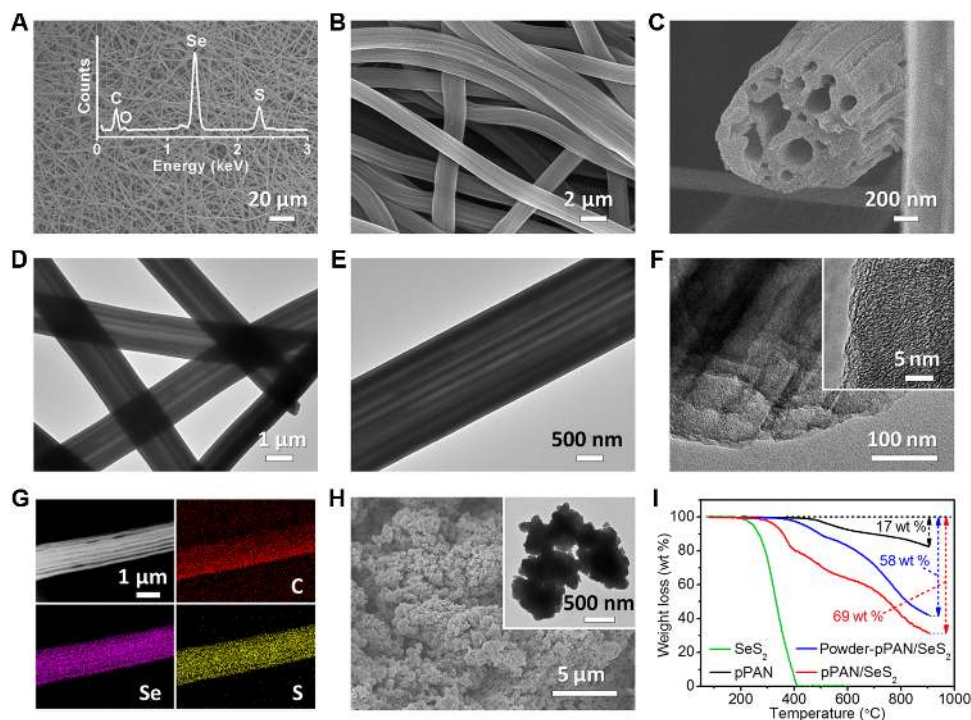 A
Counts
C
O
Se
S
0 1 2 3
Energy (keV)
20 μm
B
2 μm
C
200 nm
D
1 μm
E
500 nm
F
5 nm
100 nm
G
1 μm
C
Se
S
H
500 nm
5 μm
I
Weight loss (wt %)
100
80
60
40
20
0
17 wt %
58 wt %
69 wt %
SeS₂
Powder-pPAN/SeS₂
pPAN
pPAN/SeS₂
200 400 600 800 1000
Temperature (°C)